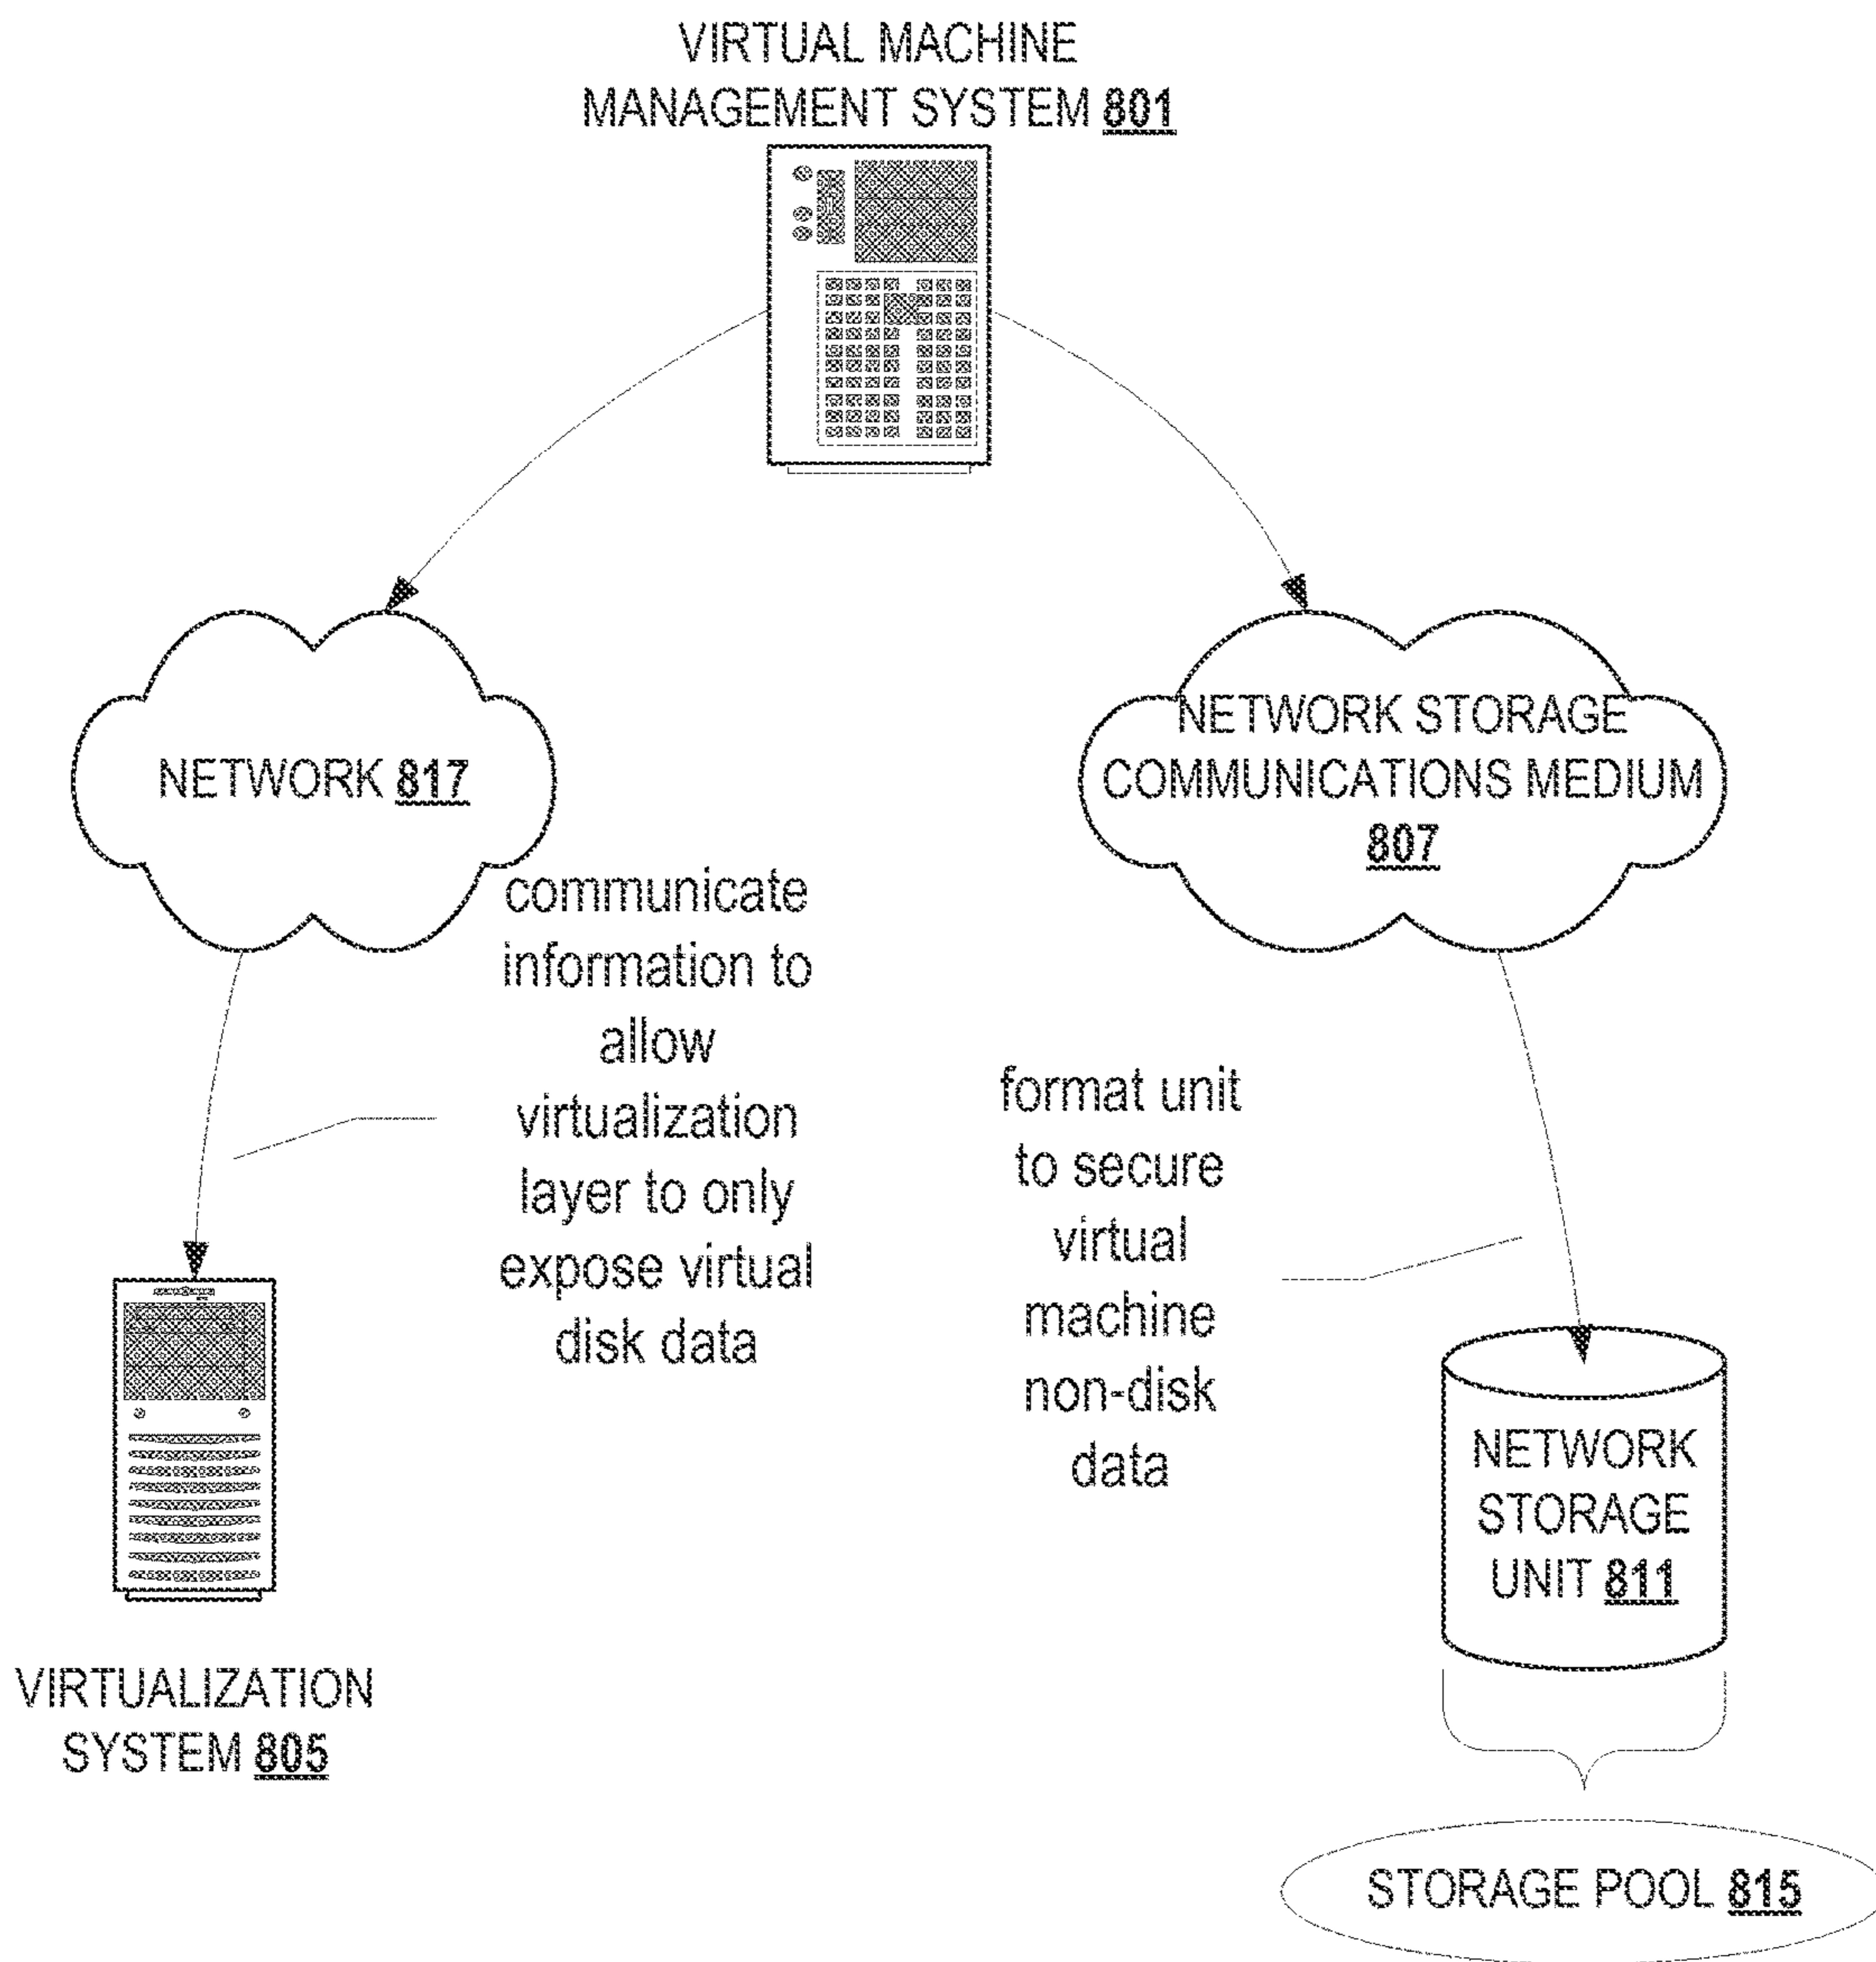 VIRTUAL MACHINE
MANAGEMENT SYSTEM 801
NETWORK 817
NETWORK STORAGE
COMMUNICATIONS MEDIUM
807
communicate
information to
allow
virtualization
layer to only
expose virtual
disk data
format unit
to secure
virtual
machine
non-disk
data
NETWORK
STORAGE
UNIT 811
VIRTUALIZATION
SYSTEM 805
STORAGE POOL 815